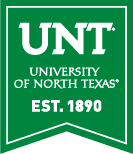 UNT®
UNIVERSITY
OF NORTH TEXAS®
EST. 1890